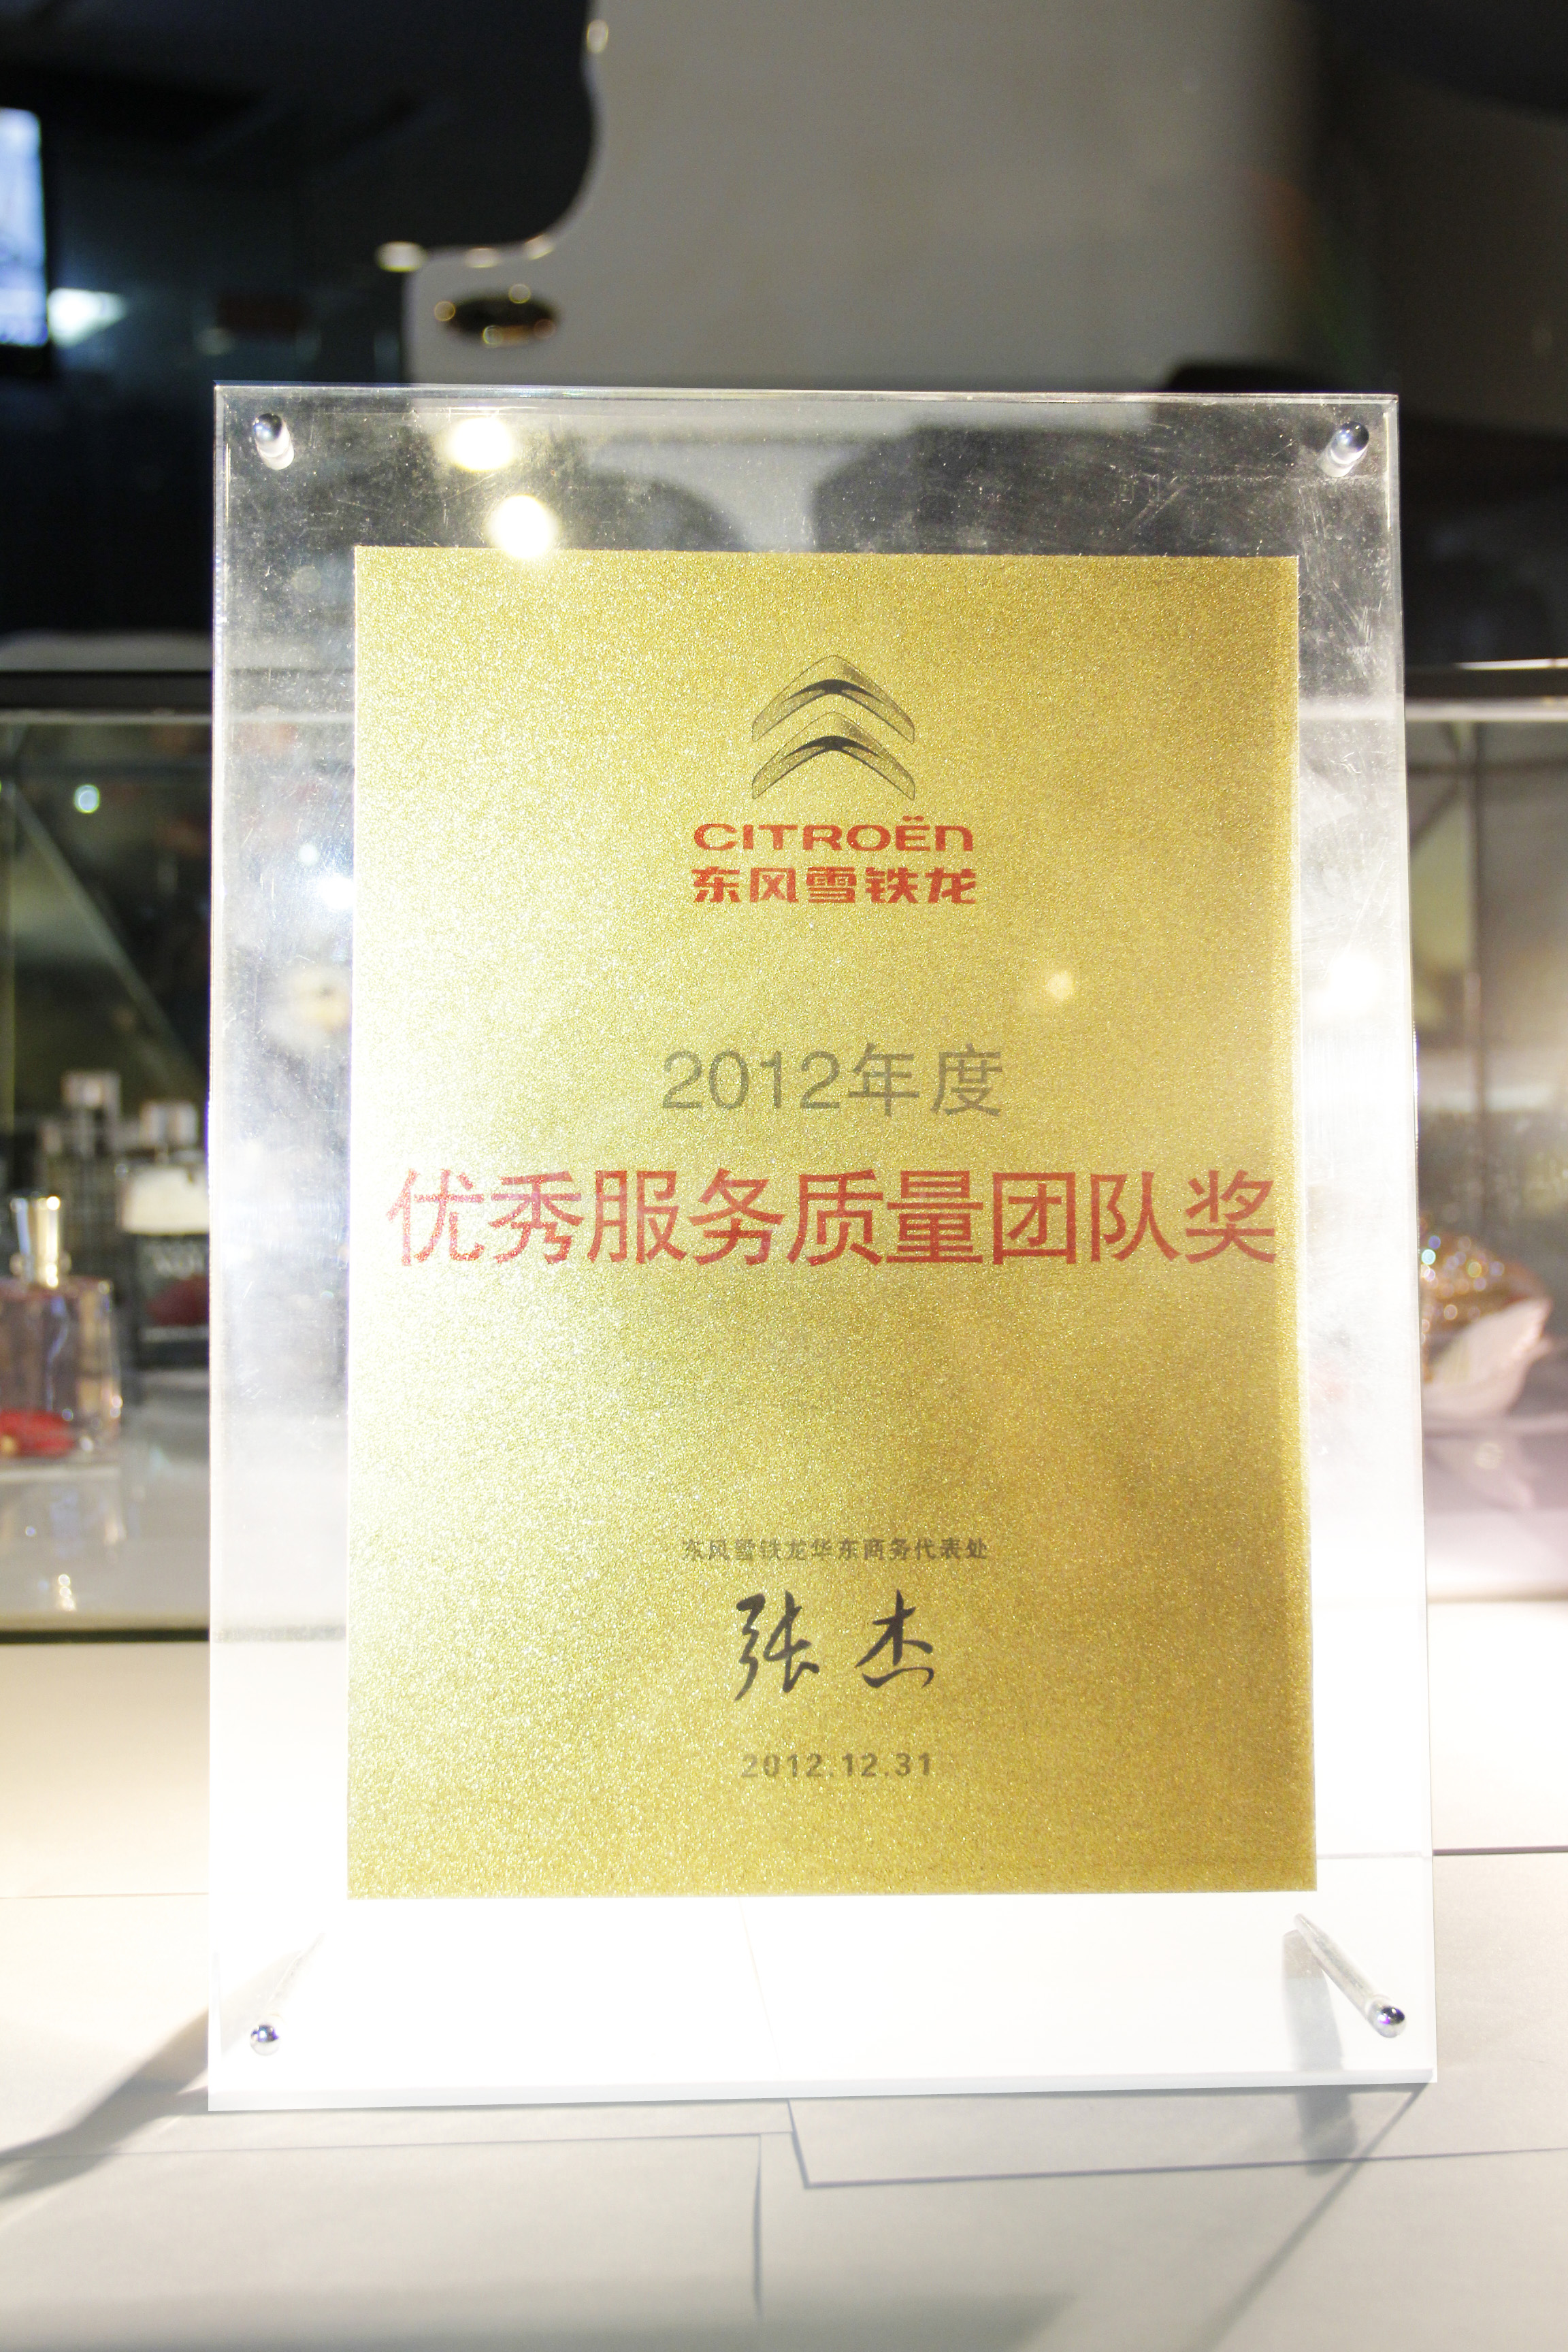 CITROËN
东风雪铁龙
2012年度
优秀服务质量团队奖
东风雪铁龙华东商务代表处
张杰
2012.12.31